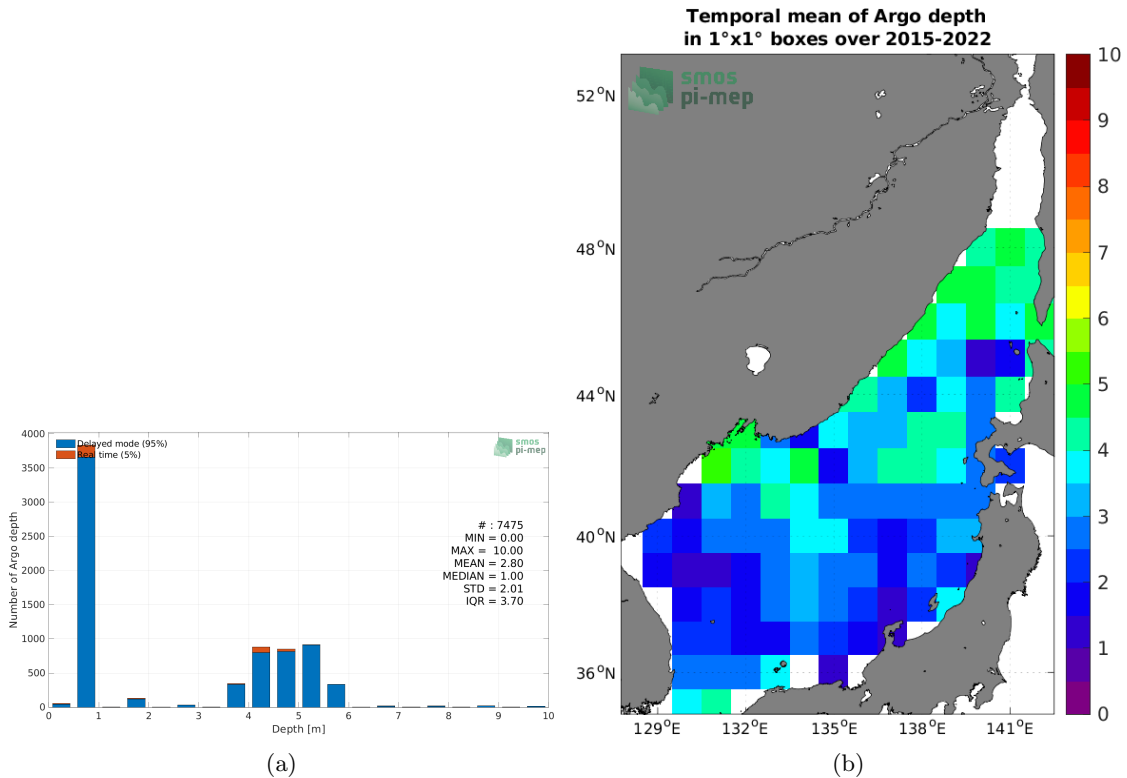 Temporal mean of Argo depth
in 1°x1° boxes over 2015-2022
smos
pi-mep
52°N
48°N
44°N
40°N
36°N
129°E
132°E
135°E
138°E
141°E
10
9
8
7
6
5
4
3
2
1
0
(b)
4000
3500
3000
2500
2000
1500
1000
500
0
Number of Argo depth
Delayed mode (95%)
Real time (5%)
smos
pi-mep
# : 7475
MIN = 0.00
MAX = 10.00
MEAN = 2.80
MEDIAN = 1.00
STD = 2.01
IQR = 3.70
1
2
3
4
5
6
7
8
9
10
Depth [m]
(a)